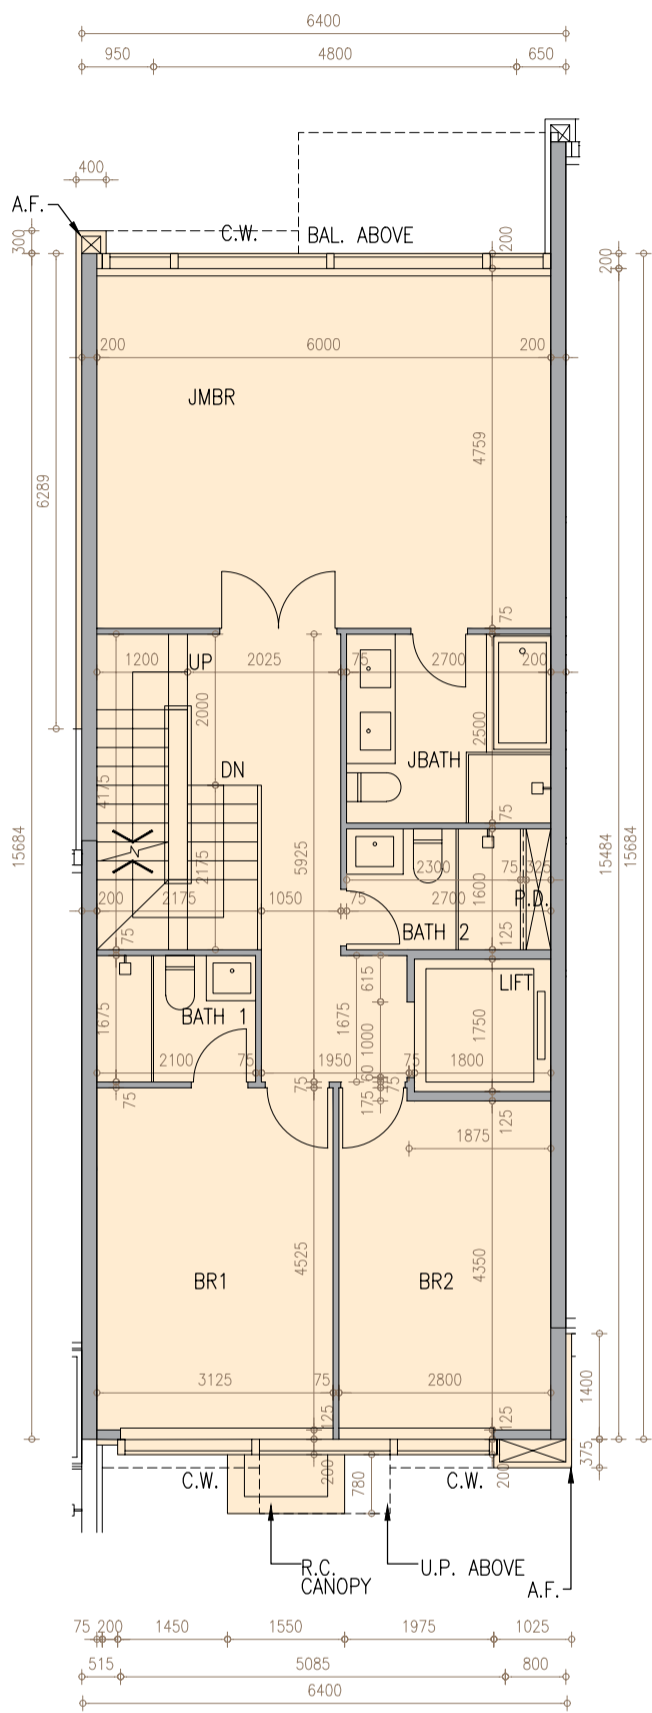 6400
950 4800 650
400
A.F.
300
C.W. BAL. ABOVE
200
200
200 6000 200
JMBR
4759
6289
75
1200 UP 2025 75 2700 200
2000
2500
JBATH
DN
4175
75
15684
5925
15484
15684
2175
2300 75 325
2700
1600
P.D.
200 2175 1050 75
BATH 2
75
125
615
LIFT
1675
BATH 1
1675
1000
1750
2100 75 1950 75 1800
60
75
75
75
175
125
1875
4525
4350
BR1 BR2
3125 75 2800
1400
125
125
375
200
780
200
C.W. C.W.
R.C.
CANOPY
U.P. ABOVE
A.F.
75 200 1450 1550 1975 1025
515 5085 800
6400